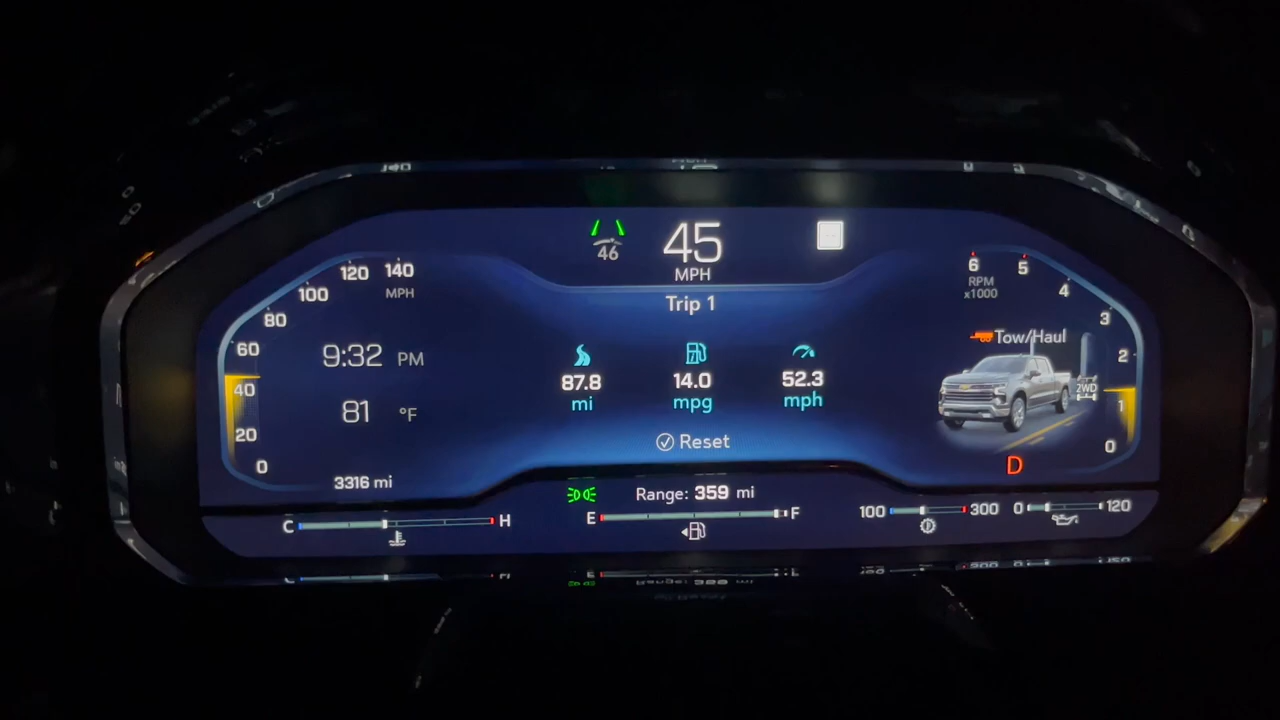 46
45
MPH
Trip 1
140
120
100
80
60
40
20
0
MPH
9:32 PM
81 °F
3316 mi
87.8
mi
14.0
mpg
52.3
mph
Reset
6
5
4
3
2
1
0
RPM
x1000
Tow/Haul
2WD
D
Range: 359 mi
C H
E F
100 300
0 120